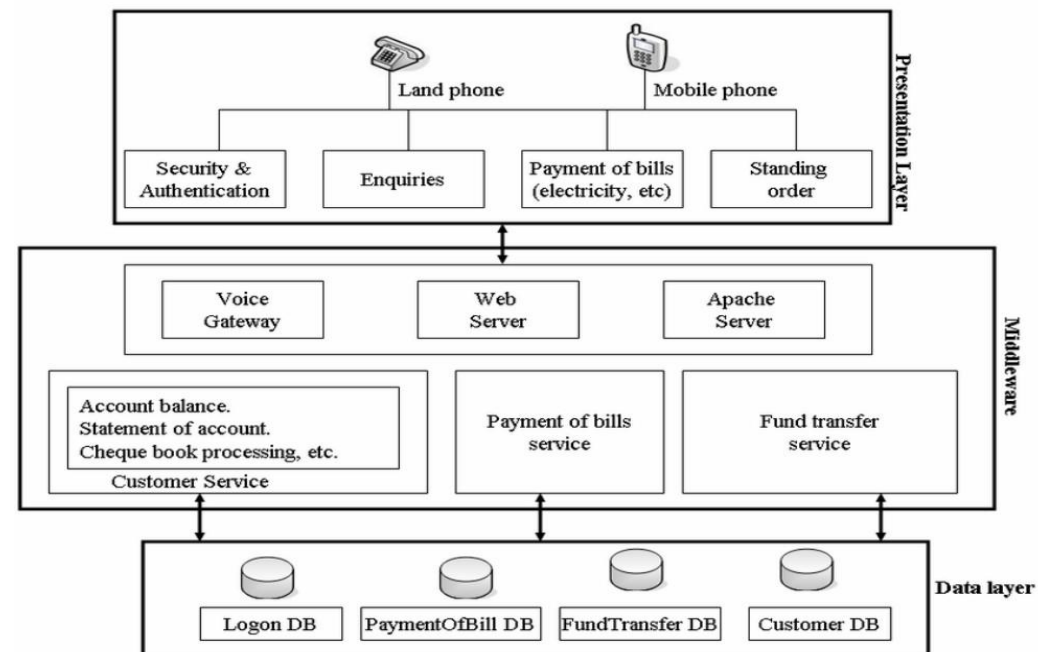 Land phone
Mobile phone
Security &
Authentication
Enquiries
Payment of bills
(electricity, etc)
Standing
order
Presentation Layer
Voice
Gateway
Web
Server
Apache
Server
Account balance.
Statement of account.
Cheque book processing, etc.
Customer Service
Payment of bills
service
Fund transfer
service
Middleware
Logon DB
PaymentOfBill DB
FundTransfer DB
Customer DB
Data layer